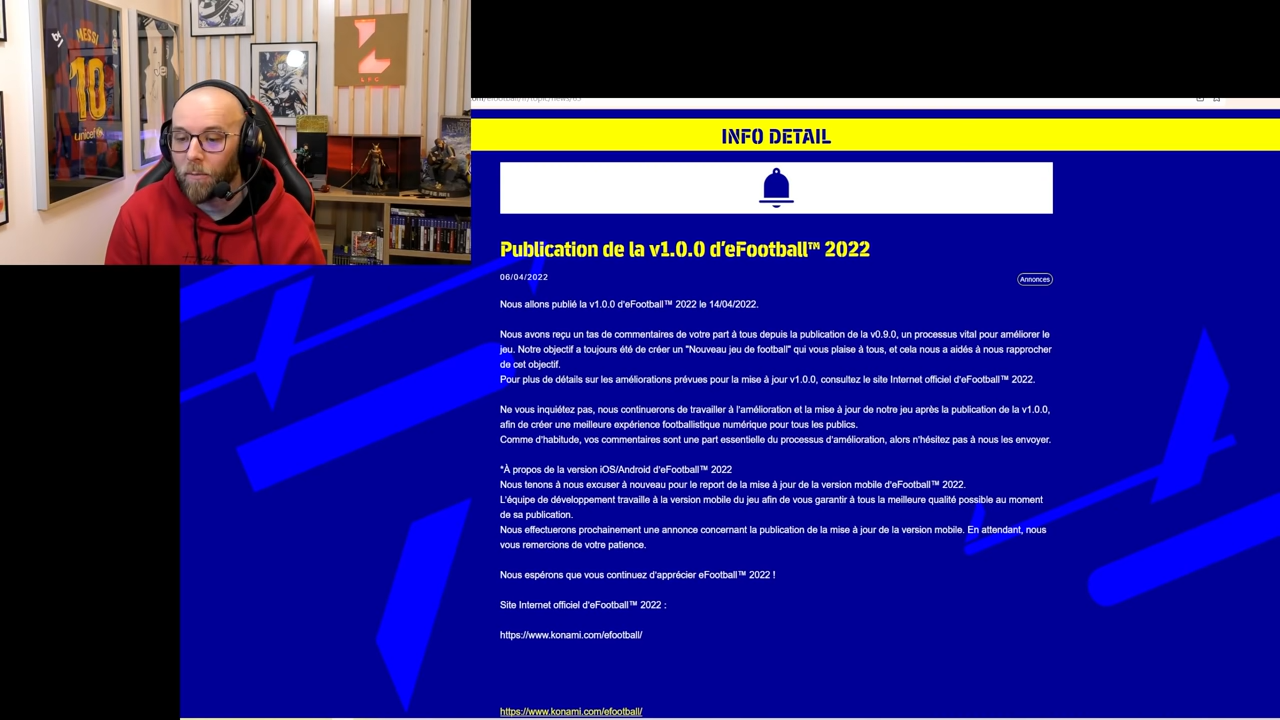 MESSI
10
unicef
LFC
INFO DETAIL
Publication de la v1.0.0 d'eFootball™ 2022
06/04/2022
Annonces
Nous allons publié la v1.0.0 d'eFootball™ 2022 le 14/04/2022.
Nous avons reçu un tas de commentaires de votre part à tous depuis la publication de la v0.9.0, un processus vital pour améliorer le
jeu. Notre objectif a toujours été de créer un "Nouveau jeu de football" qui vous plaise à tous, et cela nous a aidés à nous rapprocher
de cet objectif.
Pour plus de détails sur les améliorations prévues pour la mise à jour v1.0.0, consultez le site Internet officiel d'eFootball™ 2022.
Ne vous inquiétez pas, nous continuerons de travailler à l'amélioration et la mise à jour de notre jeu après la publication de la v1.0.0,
afin de créer une meilleure expérience footballistique numérique pour tous les publics.
Comme d'habitude, vos commentaires sont une part essentielle du processus d'amélioration, alors n'hésitez pas à nous les envoyer.
*À propos de la version iOS/Android d'eFootball™ 2022
Nous tenons à nous excuser à nouveau pour le report de la mise à jour de la version mobile d'eFootball™ 2022.
L'équipe de développement travaille à la version mobile du jeu afin de vous garantir à tous la meilleure qualité possible au moment
de sa publication.
Nous effectuerons prochainement une annonce concernant la publication de la mise à jour de la version mobile. En attendant, nous
vous remercions de votre patience.
Nous espérons que vous continuez d'apprécier eFootball™ 2022 !
Site Internet officiel d'eFootball™ 2022 :
https://www.konami.com/efootball/
https://www.konami.com/efootball/